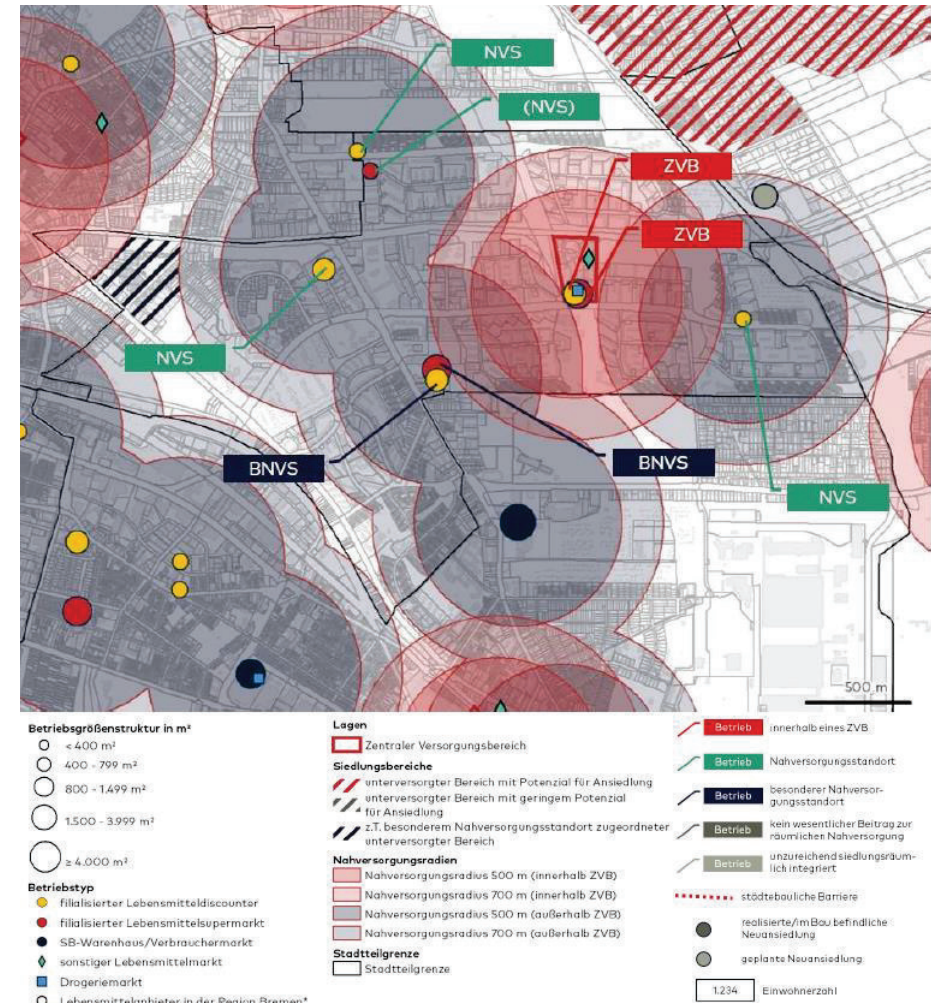 NVS
(NVS)
ZVB
ZVB
NVS
BNVS
BNVS
NVS
500 m
Betriebsgrößenstruktur in m²
< 400 m²
400 - 799 m²
800 - 1.499 m²
1.500 - 3.999 m²
≥ 4.000 m²
Betriebstyp
filialisierter Lebensmitteldiscounter
filialisierter Lebensmittelsupermarkt
SB-Warenhaus/Verbrauchermarkt
sonstiger Lebensmittelmarkt
Drogeriemarkt
Lebensmittelanbieter in der Region Bremen*
Lagen
Zentraler Versorgungsbereich
Siedlungsbereiche
unterversorgter Bereich mit Potenzial für Ansiedlung
unterversorgter Bereich mit geringem Potenzial
für Ansiedlung
z.T. besonderem Nahversorgungsstandort zugeordneter
unterversorgter Bereich
Nahversorgungsradien
Nahversorgungsradius 500 m (innerhalb ZVB)
Nahversorgungsradius 700 m (innerhalb ZVB)
Nahversorgungsradius 500 m (außerhalb ZVB)
Nahversorgungsradius 700 m (außerhalb ZVB)
Stadtteilgrenze
Stadtteilgrenze
Betrieb innerhalb eines ZVB
Betrieb Nahversorgungsstandort
Betrieb besonderer Nahversor-
gungsstandort
Betrieb kein wesentlicher Beitrag zur
räumlichen Nahversorgung
Betrieb unzureichend siedlungsräum-
lich integriert
städtebauliche Barriere
realisierte/im Bau befindliche
Neuansiedlung
geplante Neuansiedlung
1.234 Einwohnerzahl